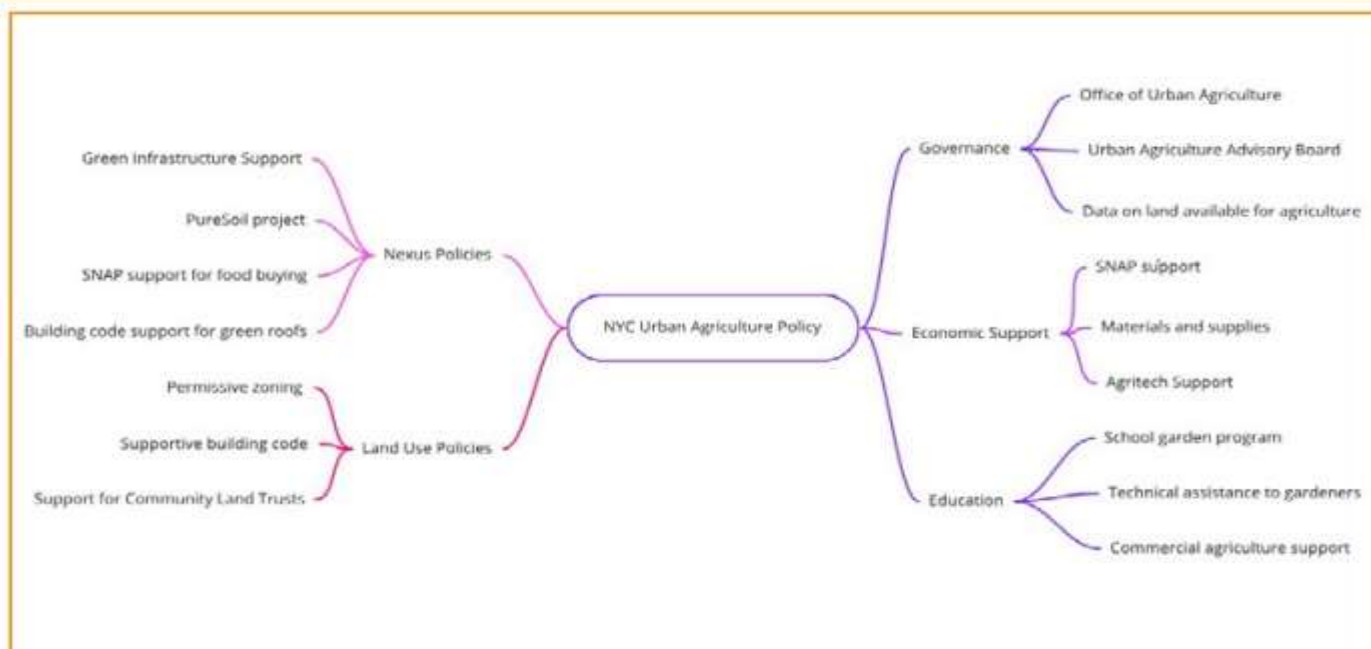 Green Infrastructure Support
PureSoil project
SNAP support for food buying
Building code support for green roofs
Nexus Policies
Permissive zoning
Supportive building code
Support for Community Land Trusts
Land Use Policies
NYC Urban Agriculture Policy
Governance
Office of Urban Agriculture
Urban Agriculture Advisory Board
Data on land available for agriculture
Economic Support
SNAP support
Materials and supplies
Agritech Support
Education
School garden program
Technical assistance to gardeners
Commercial agriculture support